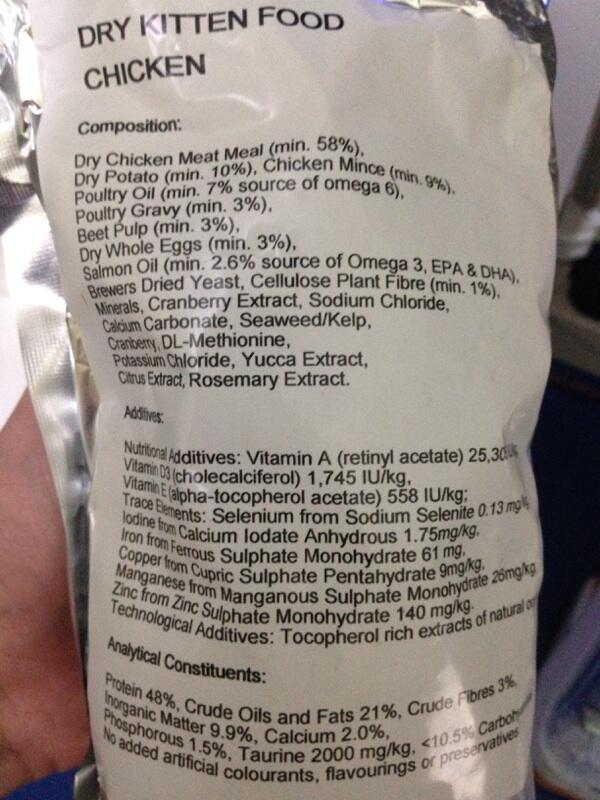 DRY KITTEN FOOD
CHICKEN
Composition:
Dry Chicken Meat Meal (min. 58%),
Dry Potato (min. 10%), Chicken Mince (min. 9%),
Poultry Oil (min. 7% source of omega 6),
Poultry Gravy (min. 3%),
Beet Pulp (min. 3%),
Dry Whole Eggs (min. 3%),
Salmon Oil (min. 2.6% source of Omega 3, EPA & DHA),
Brewers Dried Yeast, Cellulose Plant Fibre (min. 1%),
Minerals, Cranberry Extract, Sodium Chloride,
Calcium Carbonate, Seaweed/Kelp,
Cranberry, DL-Methionine,
Potassium Chloride, Yucca Extract,
Citrus Extract, Rosemary Extract.
Additives:
Nutritional Additives: Vitamin A (retinyl acetate)
Vitamin D3 (cholecalciferol) 1,745 IU/kg,
Vitamin E (alpha-tocopherol acetate) 558 IU/kg;
Trace Elements: Selenium from Sodium Selenite 0.13
Iodine from Calcium Iodate Anhydrous 1.75mg/kg,
Iron from Ferrous Sulphate Monohydrate 61 mg,
Copper from Cupric Sulphate Pentahydrate 9mg/kg,
Manganese from Manganous Sulphate Monohydrate 26mg/kg
Zinc from Zinc Sulphate Monohydrate 140 mg/kg.
Technological Additives: Tocopherol rich extracts of natural
Analytical Constituents:
Protein 48%, Crude Oils and Fats 21%, Crude Fibres 3%,
Inorganic Matter 9.9%, Calcium 2.0%,
Phosphorous 1.5%, Taurine 2000 mg/kg, <10.5%
No added artificial colourants, flavourings or preservatives